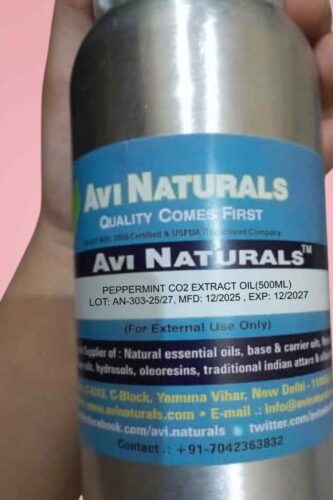 AVI NATURALS
QUALITY COMES FIRST
Certified & USFDA Company
AVI NATURALS™
PEPPERMINT CO2 EXTRACT OIL(500ML)
LOT: AN-303-25/27, MFD: 12/2025 , EXP: 12/2027
(For External Use Only)
Supplier of : Natural essential oils, base & carrier oils,
oils, hydrosols, oleoresins, traditional indian attars &
C-Block, Yamuna Vihar, New Delhi -
.avinaturals.com • E-mail .: info@avinatural
facebook.com/avi.naturals twitter.com/
Contact .: +91-7042363832